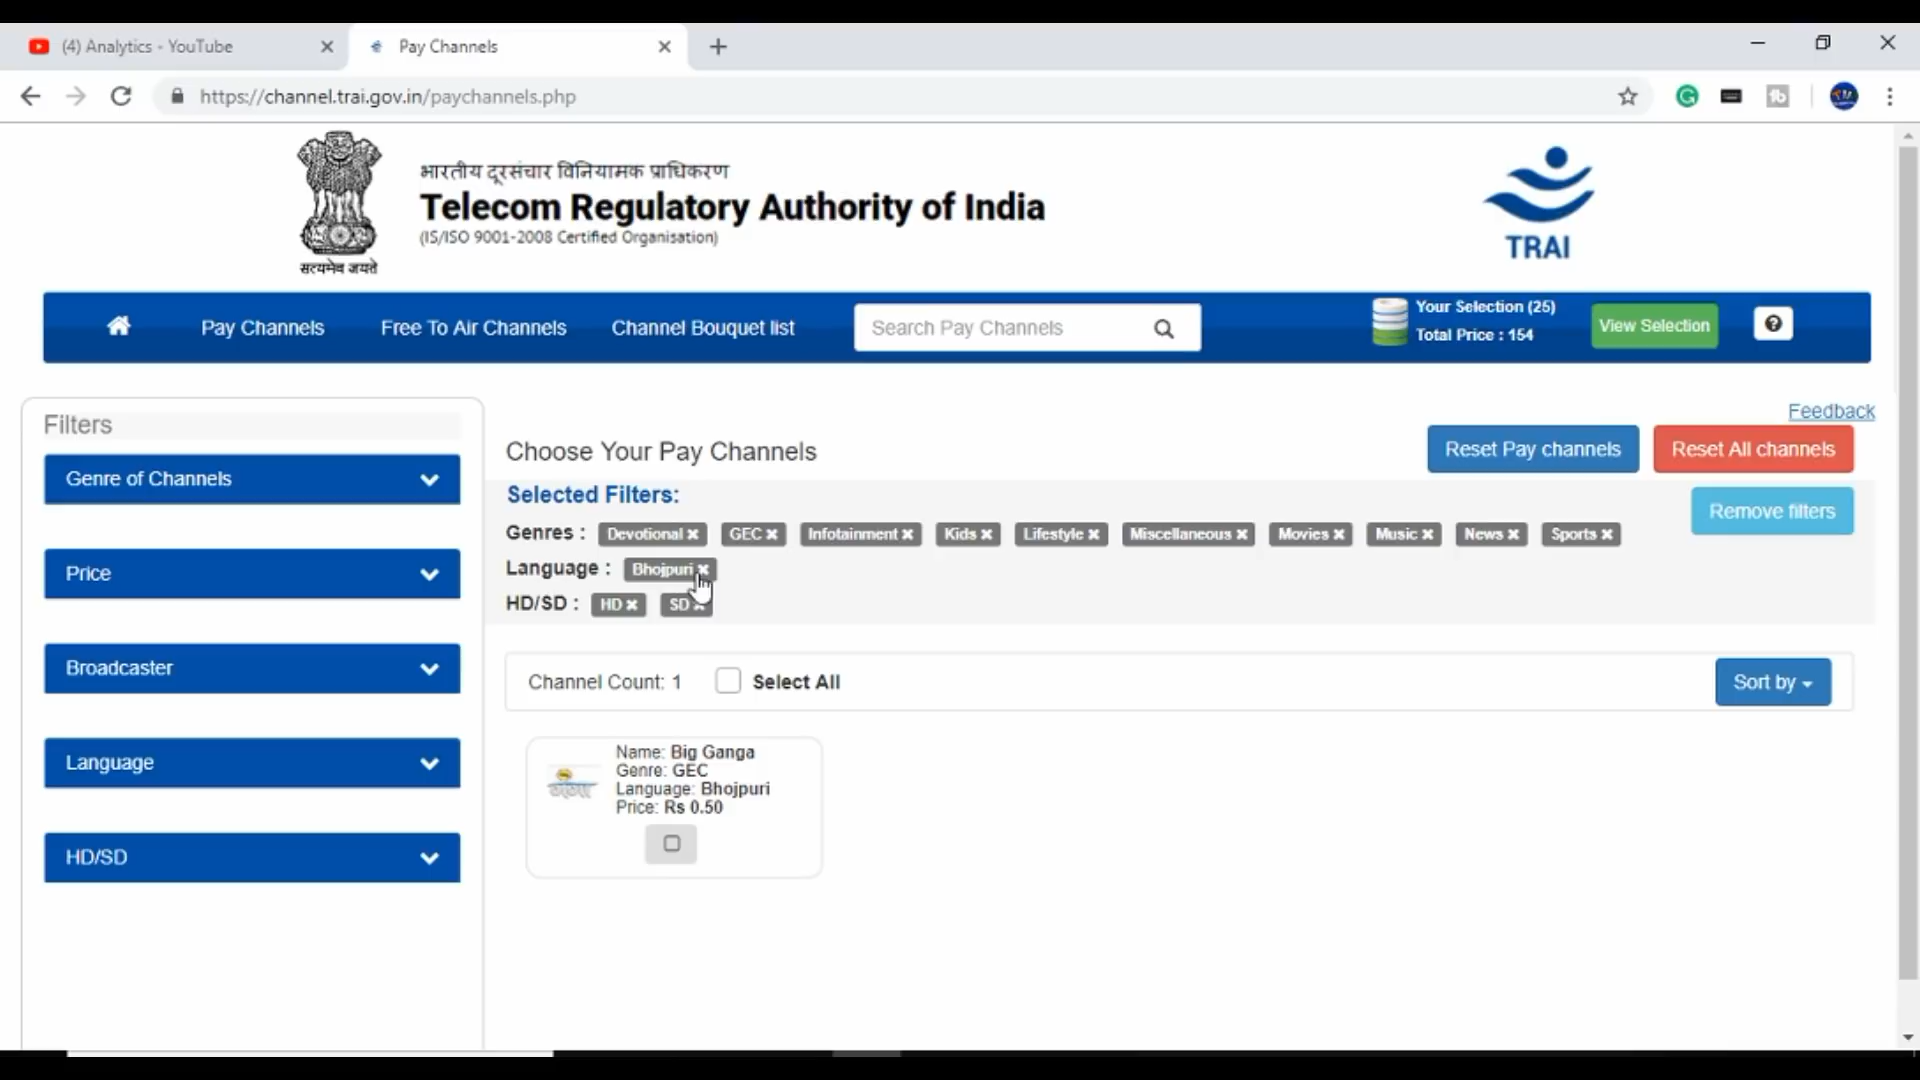 (4) Analytics - YouTube
Pay Channels
https://channel.trai.gov.in/paychannels.php
भारतीय दूरसंचार विनियामक प्राधिकरण
Telecom Regulatory Authority of India
(IS/ISO 9001-2008 Certified Organisation)
सत्यमेव जयते
TRAI
Pay Channels
Free To Air Channels
Channel Bouquet list
Search Pay Channels
Your Selection (25)
Total Price : 154
View Selection
Feedback
Filters
Genre of Channels
Price
Broadcaster
Language
HD/SD
Choose Your Pay Channels
Reset Pay channels
Reset All channels
Selected Filters:
Remove filters
Genres : Devotional GEC Infotainment Kids Lifestyle Miscellaneous Movies Music News Sports
Language : Bhojpuri
HD/SD : HD SD
Channel Count: 1
Select All
Sort by
Name: Big Ganga
Genre: GEC
Language: Bhojpuri
Price: Rs 0.50